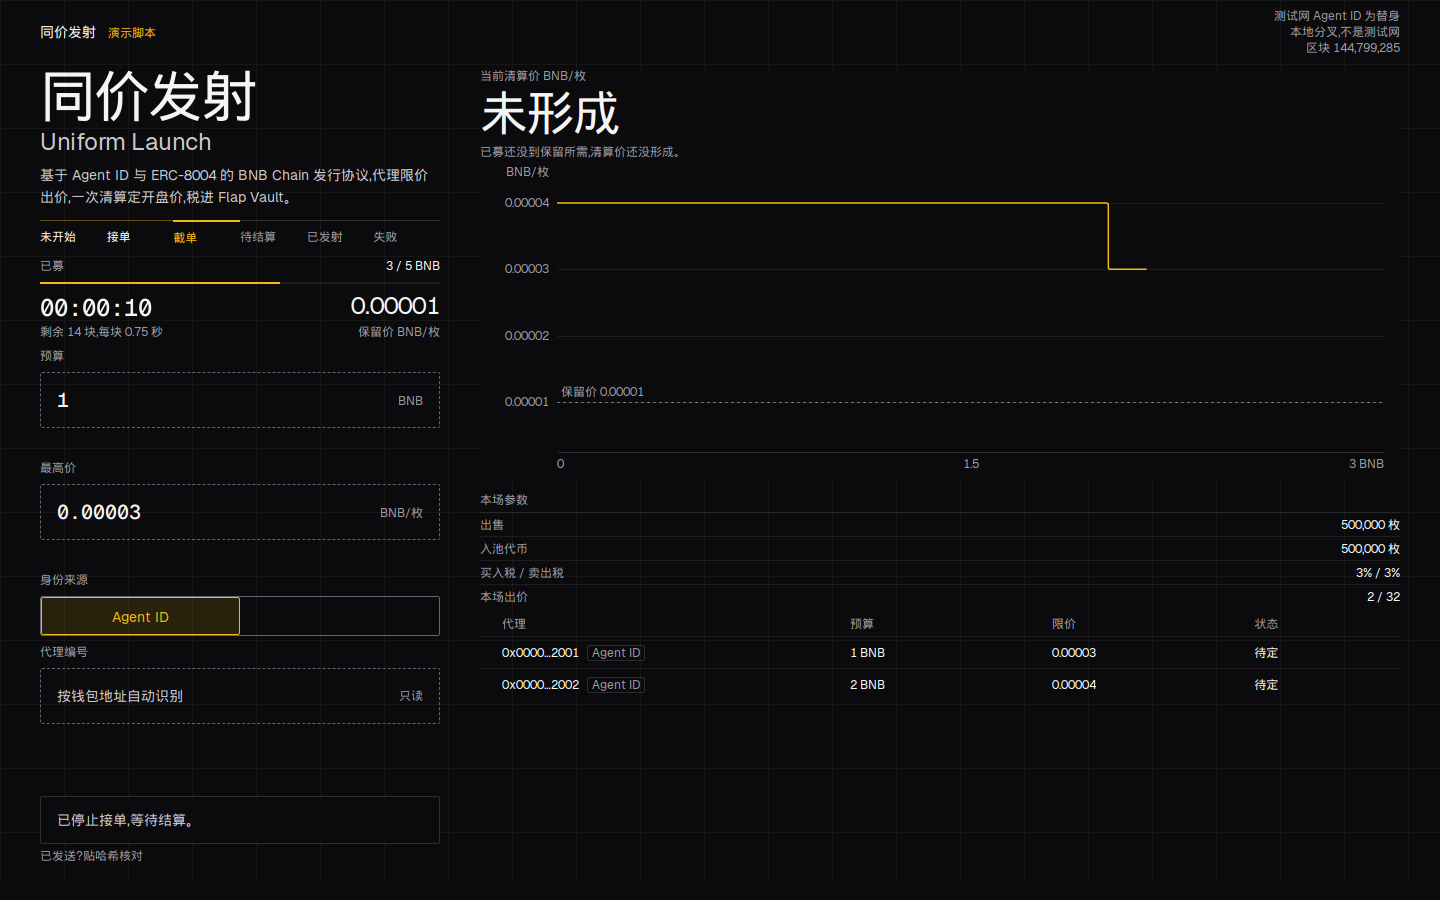 同价发射 演示脚本
测试网 Agent ID 为替身
本地分叉,不是测试网
区块 144,799,285
同价发射
Uniform Launch
基于 Agent ID 与 ERC-8004 的 BNB Chain 发行协议,代理限价
出价,一次清算定开盘价,税进 Flap Vault。
未开始 接单 截单 待结算 已发射 失败
已募 3 / 5 BNB
00:00:10 0.00001
剩余 14 块,每块 0.75 秒 保留价 BNB/枚
预算
1 BNB
最高价
0.00003 BNB/枚
身份来源
Agent ID
代理编号
按钱包地址自动识别 只读
已停止接单,等待结算。
已发送?贴哈希核对
当前清算价 BNB/枚
未形成
已募还没到保留所需,清算价还没形成。
BNB/枚
0.00004
0.00003
0.00002
保留价 0.00001
0.00001
0 1.5 3 BNB
本场参数
出售 500,000 枚
入池代币 500,000 枚
买入税 / 卖出税 3% / 3%
本场出价 2 / 32
代理 预算 限价 状态
0x0000…2001 Agent ID 1 BNB 0.00003 待定
0x0000…2002 Agent ID 2 BNB 0.00004 待定